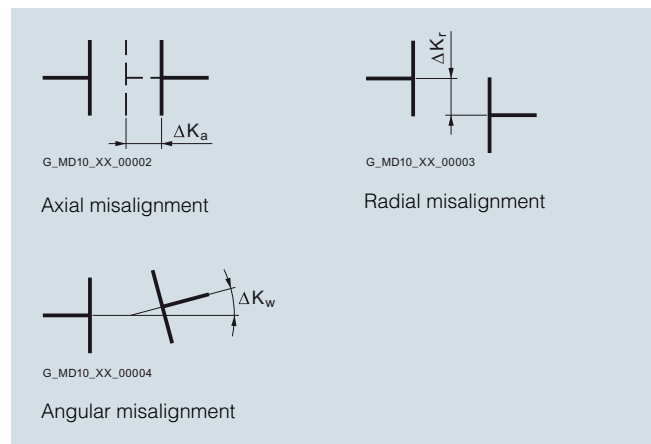 ΔKa
G_MD10_XX_00002
Axial misalignment
ΔKr
G_MD10_XX_00003
Radial misalignment
ΔKw
G_MD10_XX_00004
Angular misalignment